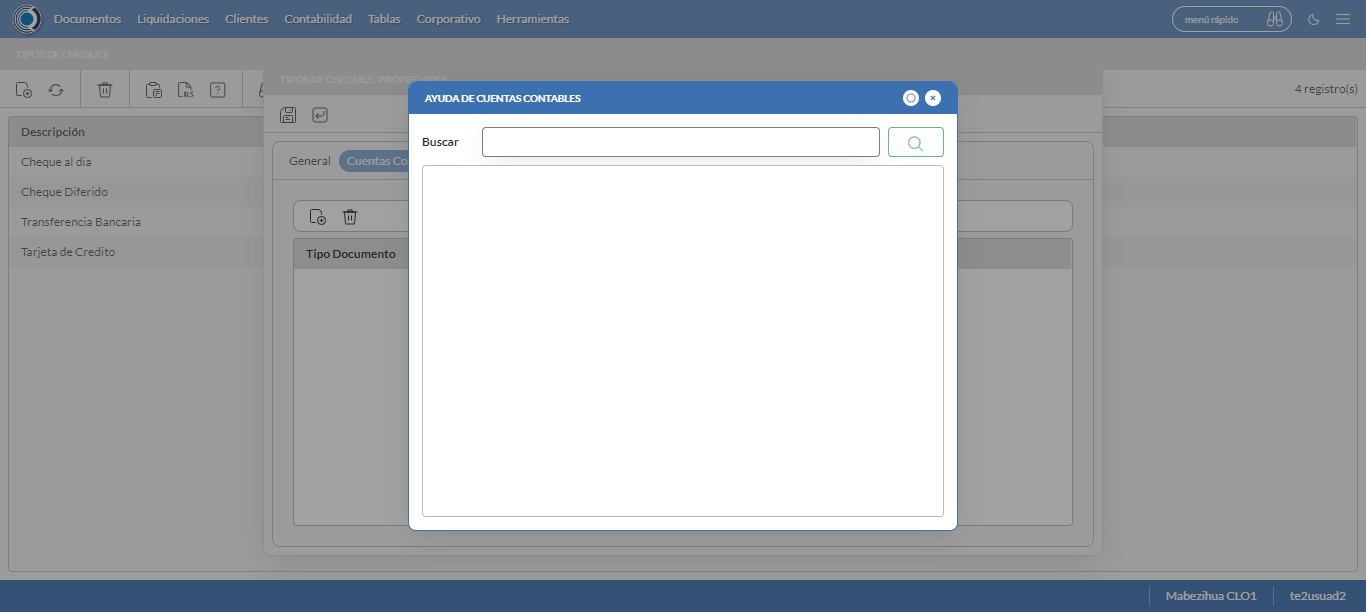 Documentos Liquidaciones Clientes Contabilidad Tablas Corporativo Herramientas menú rápido
TIPOS DE CHEQUES
TIPOS DE CHEQUES : PROPIEDADES
XLS ? 4 registro(s)
AYUDA DE CUENTAS CONTABLES
Descripción
Buscar
Cheque al dia
General Cuentas Co
Cheque Diferido
Transferencia Bancaria
Tarjeta de Credito
Tipo Documento
Mabezihua CLO1 te2usuad2